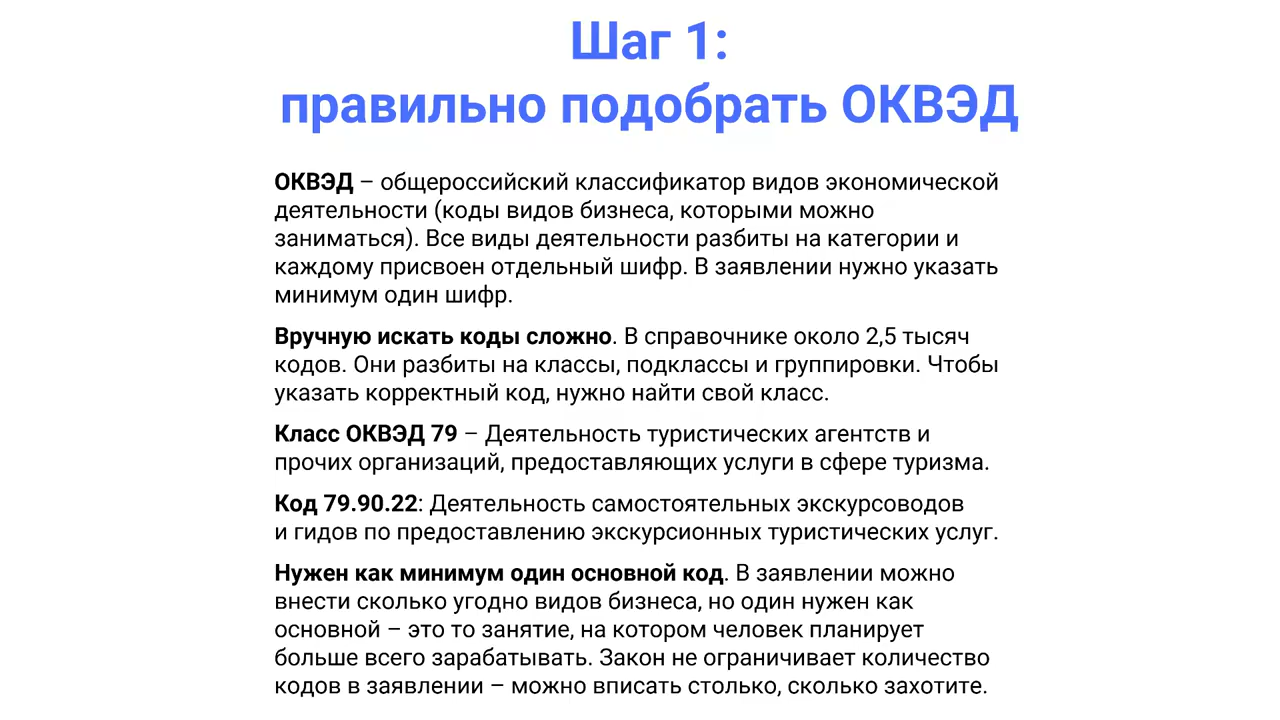 Шаг 1:
правильно подобрать ОКВЭД
ОКВЭД – общероссийский классификатор видов экономической
деятельности (коды видов бизнеса, которыми можно
заниматься). Все виды деятельности разбиты на категории и
каждому присвоен отдельный шифр. В заявлении нужно указать
минимум один шифр.
Вручную искать коды сложно. В справочнике около 2,5 тысяч
кодов. Они разбиты на классы, подклассы и группировки. Чтобы
указать корректный код, нужно найти свой класс.
Класс ОКВЭД 79 – Деятельность туристических агентств и
прочих организаций, предоставляющих услуги в сфере туризма.
Код 79.90.22: Деятельность самостоятельных экскурсоводов
и гидов по предоставлению экскурсионных туристических услуг.
Нужен как минимум один основной код. В заявлении можно
внести сколько угодно видов бизнеса, но один нужен как
основной – это то занятие, на котором человек планирует
больше всего зарабатывать. Закон не ограничивает количество
кодов в заявлении – можно вписать столько, сколько захотите.